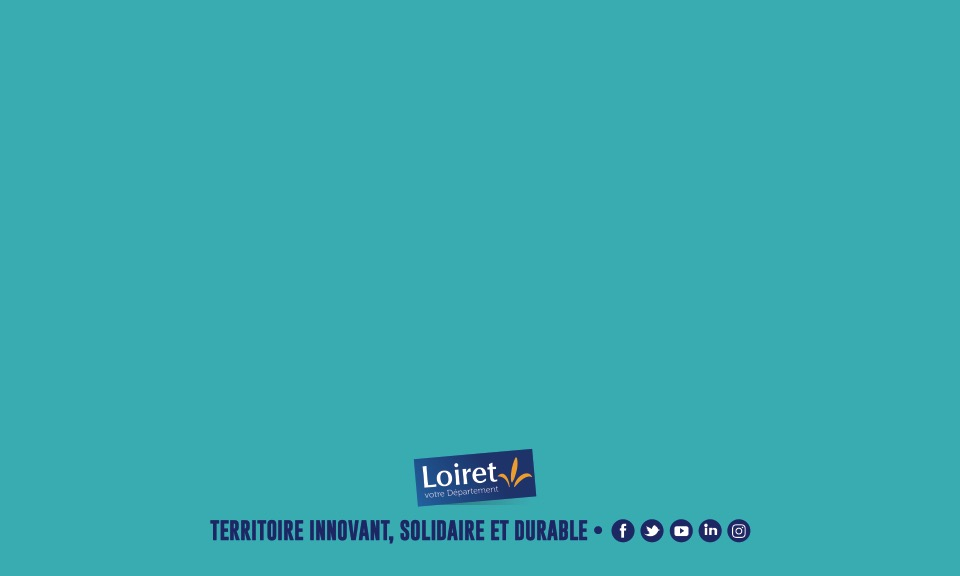 Loiret
votre Département
TERRITOIRE INNOVANT, SOLIDAIRE ET DURABLE •